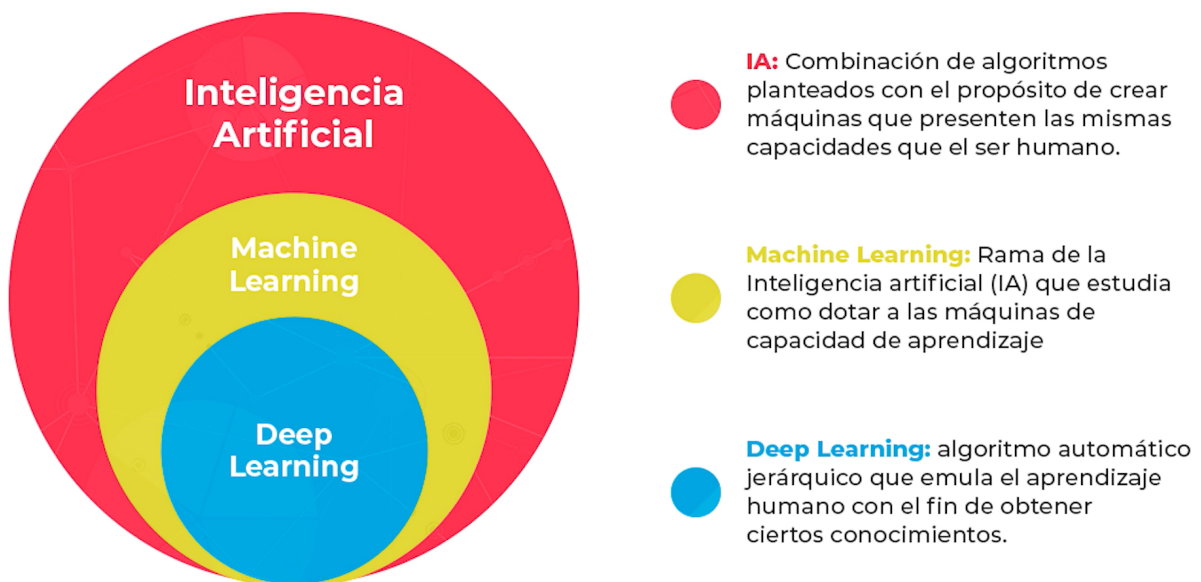 Inteligencia
Artificial
Machine
Learning
Deep
Learning
IA: Combinación de algoritmos
planteados con el propósito de crear
máquinas que presenten las mismas
capacidades que el ser humano.
Machine Learning: Rama de la
Inteligencia artificial (IA) que estudia
como dotar a las máquinas de
capacidad de aprendizaje
Deep Learning: algoritmo automático
jerárquico que emula el aprendizaje
humano con el fin de obtener
ciertos conocimientos.